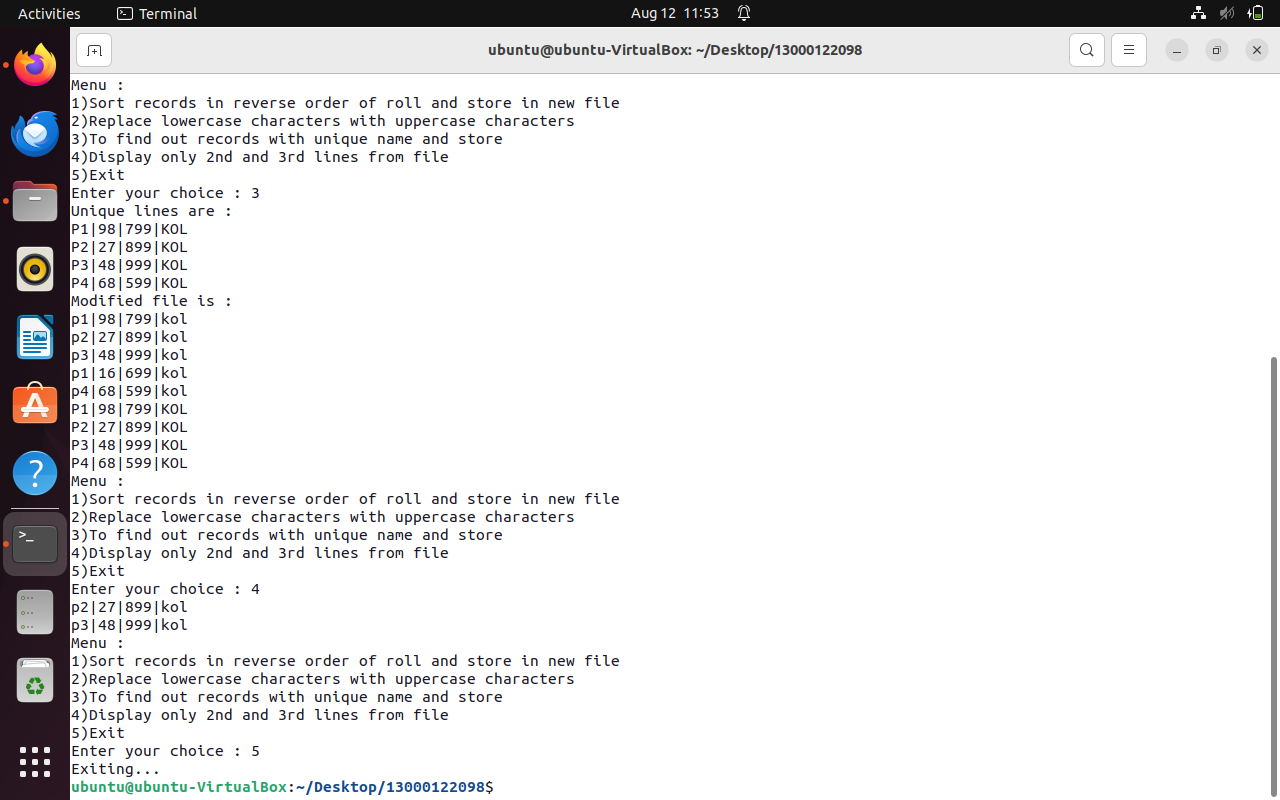 Activities Terminal Aug 12 11:53
ubuntu@ubuntu-VirtualBox: ~/Desktop/13000122098
Menu :
1)Sort records in reverse order of roll and store in new file
2)Replace lowercase characters with uppercase characters
3)To find out records with unique name and store
4)Display only 2nd and 3rd lines from file
5)Exit
Enter your choice : 3
Unique lines are :
P1|98|799|KOL
P2|27|899|KOL
P3|48|999|KOL
P4|68|599|KOL
Modified file is :
p1|98|799|kol
p2|27|899|kol
p3|48|999|kol
p1|16|699|kol
p4|68|599|kol
P1|98|799|KOL
P2|27|899|KOL
P3|48|999|KOL
P4|68|599|KOL
Menu :
1)Sort records in reverse order of roll and store in new file
2)Replace lowercase characters with uppercase characters
3)To find out records with unique name and store
4)Display only 2nd and 3rd lines from file
5)Exit
Enter your choice : 4
p2|27|899|kol
p3|48|999|kol
Menu :
1)Sort records in reverse order of roll and store in new file
2)Replace lowercase characters with uppercase characters
3)To find out records with unique name and store
4)Display only 2nd and 3rd lines from file
5)Exit
Enter your choice : 5
Exiting...
ubuntu@ubuntu-VirtualBox:~/Desktop/13000122098$